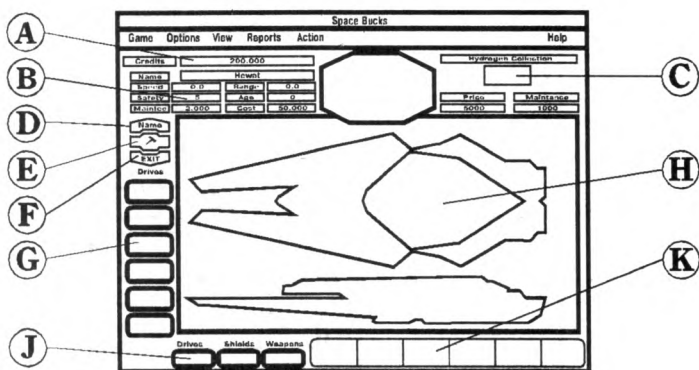 Space Bucks
Game Options View Reports Action Help
A
Credits 200.000
Hydrogen Collection
Name Hewat
B
C
Speed 0.0 Range 0.0
Safety 5 Age 0
Price Maintance
Maintce 2.000 Cost 50.000
5000 1000
D
Name
E
F
EXIT
Drives
H
G
K
J
Drives Shields Weapons